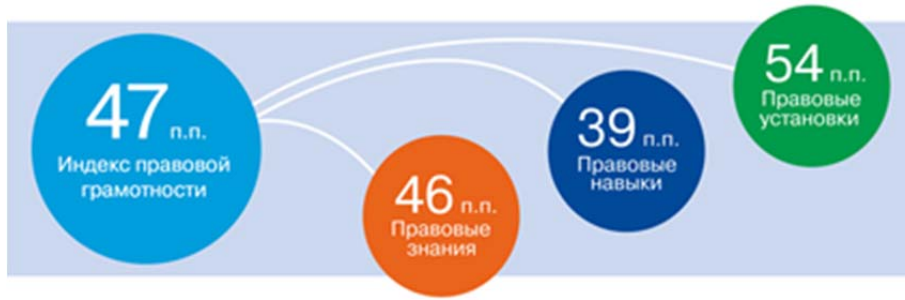 47 п.п.
Индекс правовой
грамотности
46 п.п.
Правовые
знания
39 п.п.
Правовые
навыки
54 п.п.
Правовые
установки